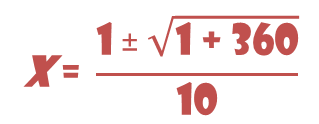 x = (1 ± √(1 + 360)) / 10